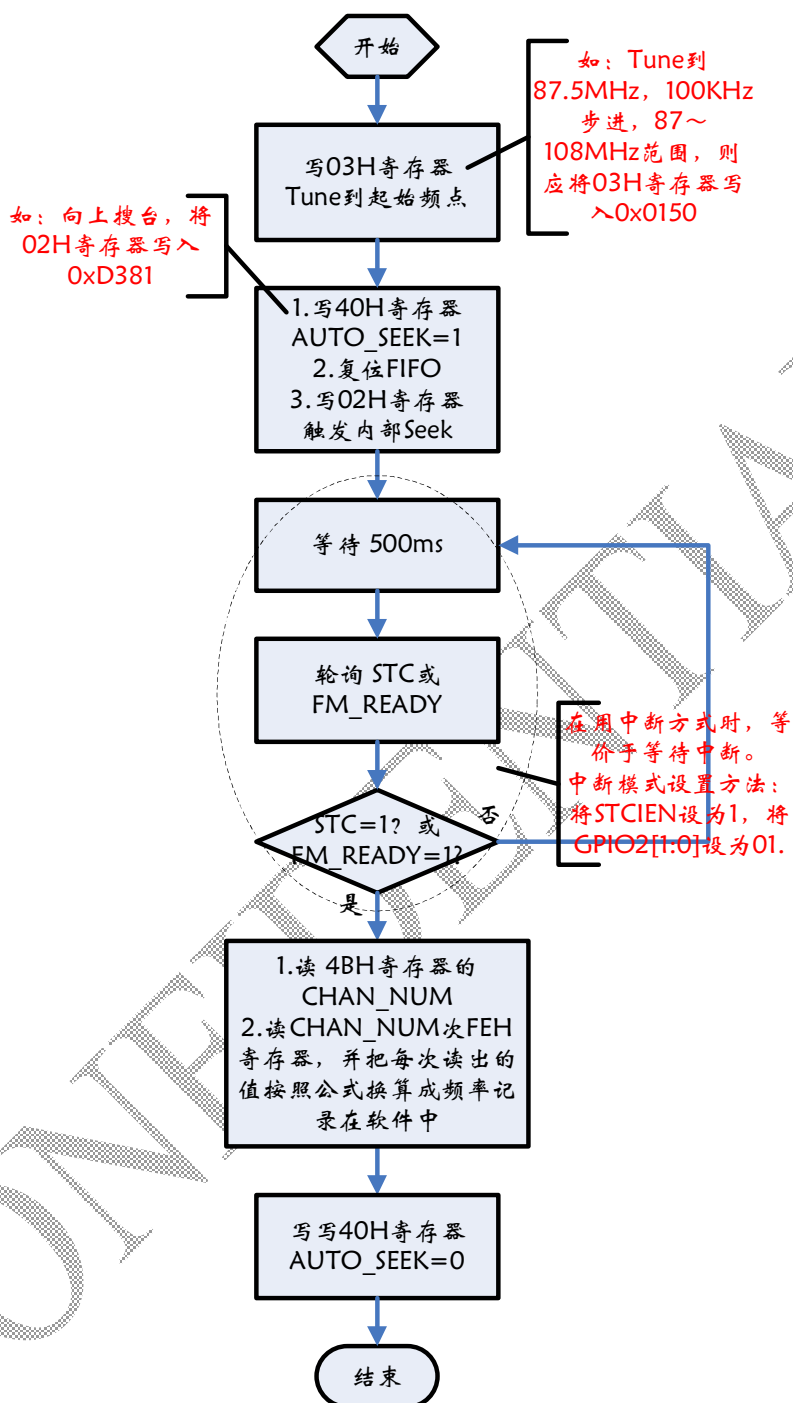 开始
如：Tune到
87.5MHz，100KHz
步进，87～
108MHz范围，则
应将03H寄存器写
入0x0150
写03H寄存器
Tune到起始频点
如：向上搜台，将
02H寄存器写入
0xD381
1.写40H寄存器
AUTO_SEEK=1
2.复位FIFO
3.写02H寄存器
触发内部Seek
等待 500ms
轮询 STC或
FM_READY
在用中断方式时，等
价于等待中断。
中断模式设置方法：
将STCIEN设为1，将
GPIO2[1:0]设为01.
STC=1？或
FM_READY=1?
否
是
1.读 4BH寄存器的
CHAN_NUM
2.读CHAN_NUM次FEH
寄存器，并把每次读出的
值按照公式换算成频率记
录在软件中
写写40H寄存器
AUTO_SEEK=0
结束